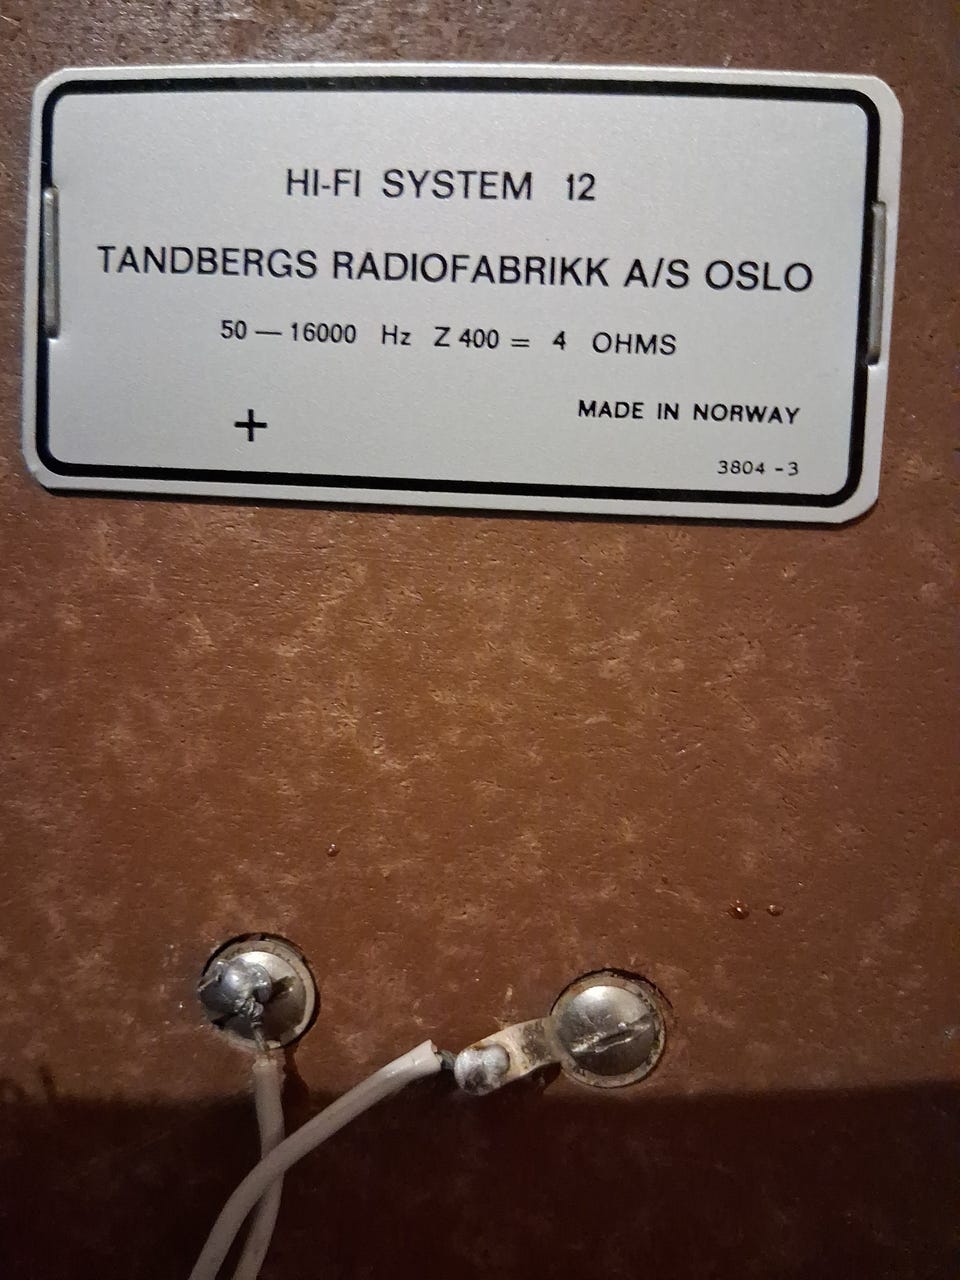 HI-FI SYSTEM 12
TANDBERGS RADIOFABRIKK A/S OSLO
50 — 16000 Hz Z 400 = 4 OHMS
+
MADE IN NORWAY
3804 - 3